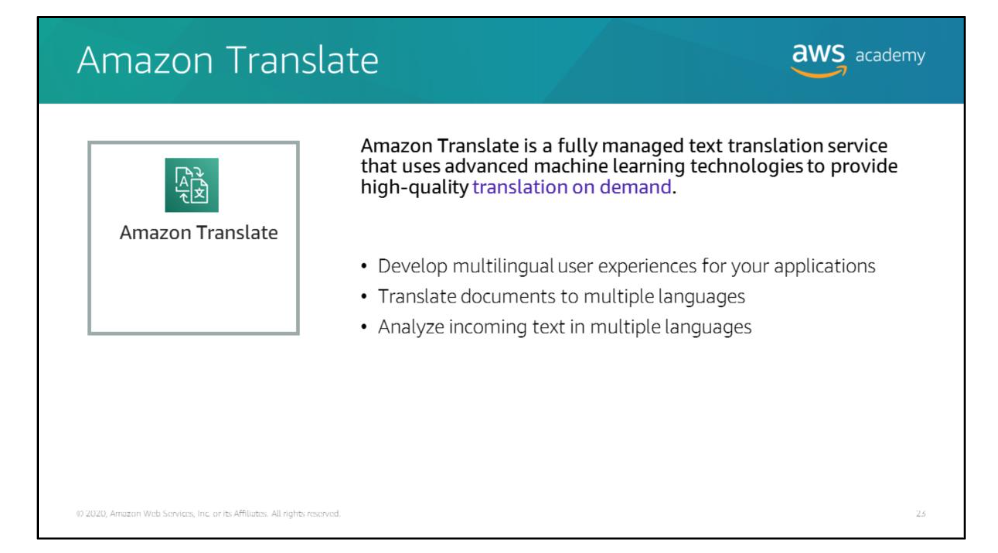 Amazon Translate
aws academy
Amazon Translate
Amazon Translate is a fully managed text translation service
that uses advanced machine learning technologies to provide
high-quality translation on demand.
• Develop multilingual user experiences for your applications
• Translate documents to multiple languages
• Analyze incoming text in multiple languages
© 2020, Amazon Web Services, Inc. or its Affiliates. All rights reserved.
23